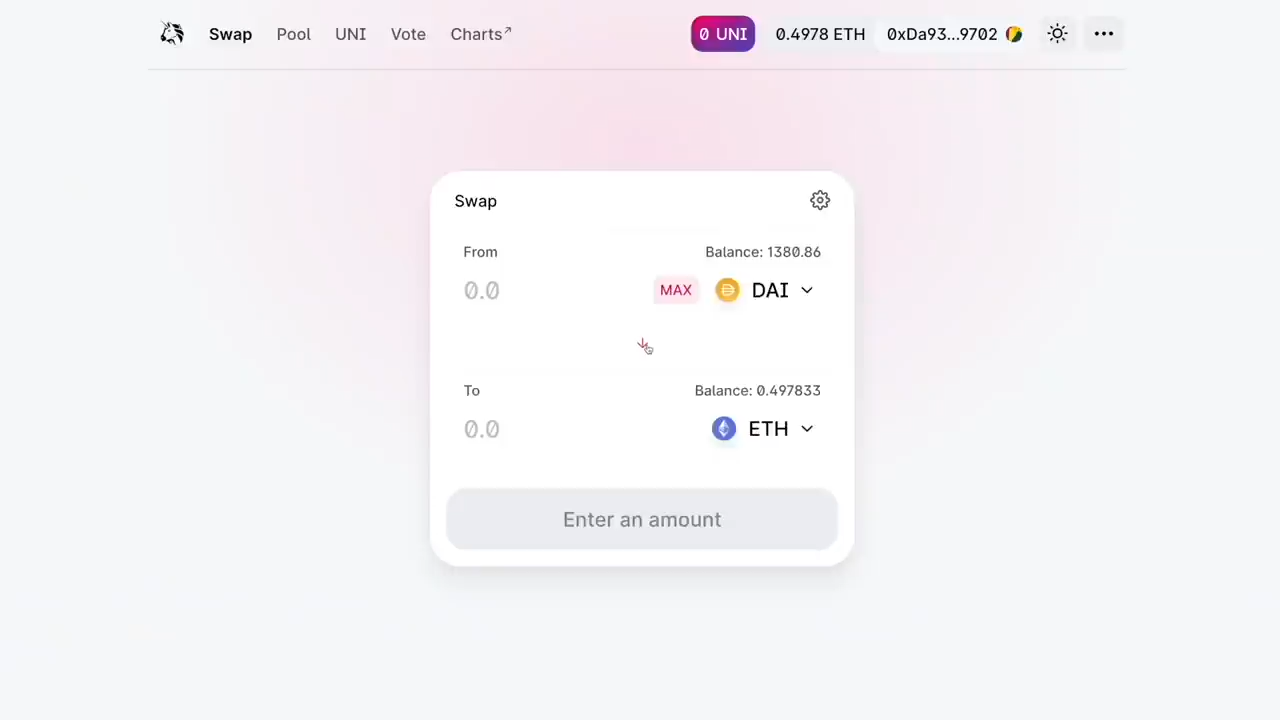 Swap Pool UNI Vote Charts↗ 0 UNI 0.4978 ETH 0xDa93...9702
Swap
From Balance: 1380.86
0.0 MAX DAI
To Balance: 0.497833
0.0 ETH
Enter an amount